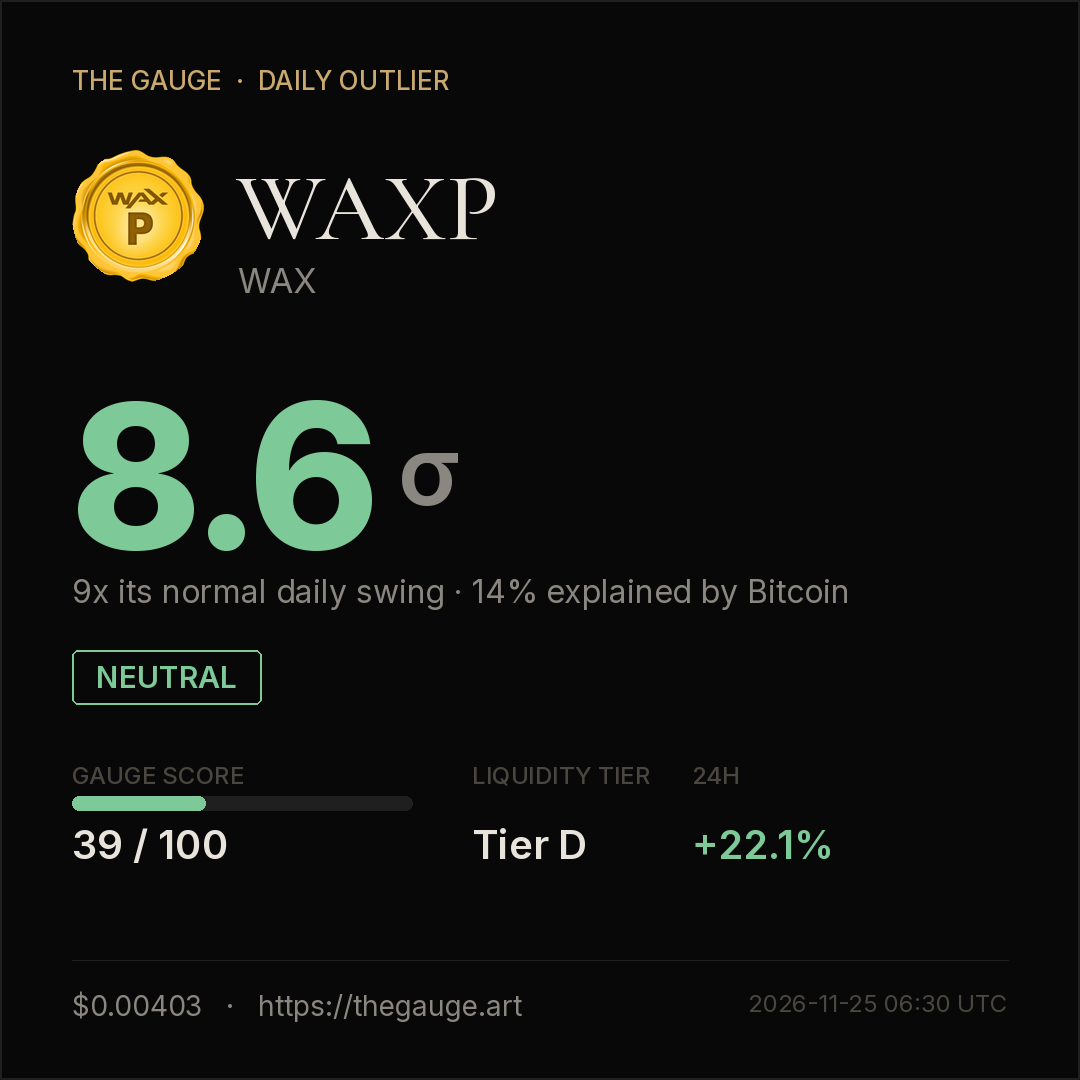 THE GAUGE · DAILY OUTLIER
WAX
P
WAXP
WAX
8.6 σ
9x its normal daily swing · 14% explained by Bitcoin
NEUTRAL
GAUGE SCORE LIQUIDITY TIER 24H
39 / 100 Tier D +22.1%
$0.00403 · https://thegauge.art 2026-11-25 06:30 UTC